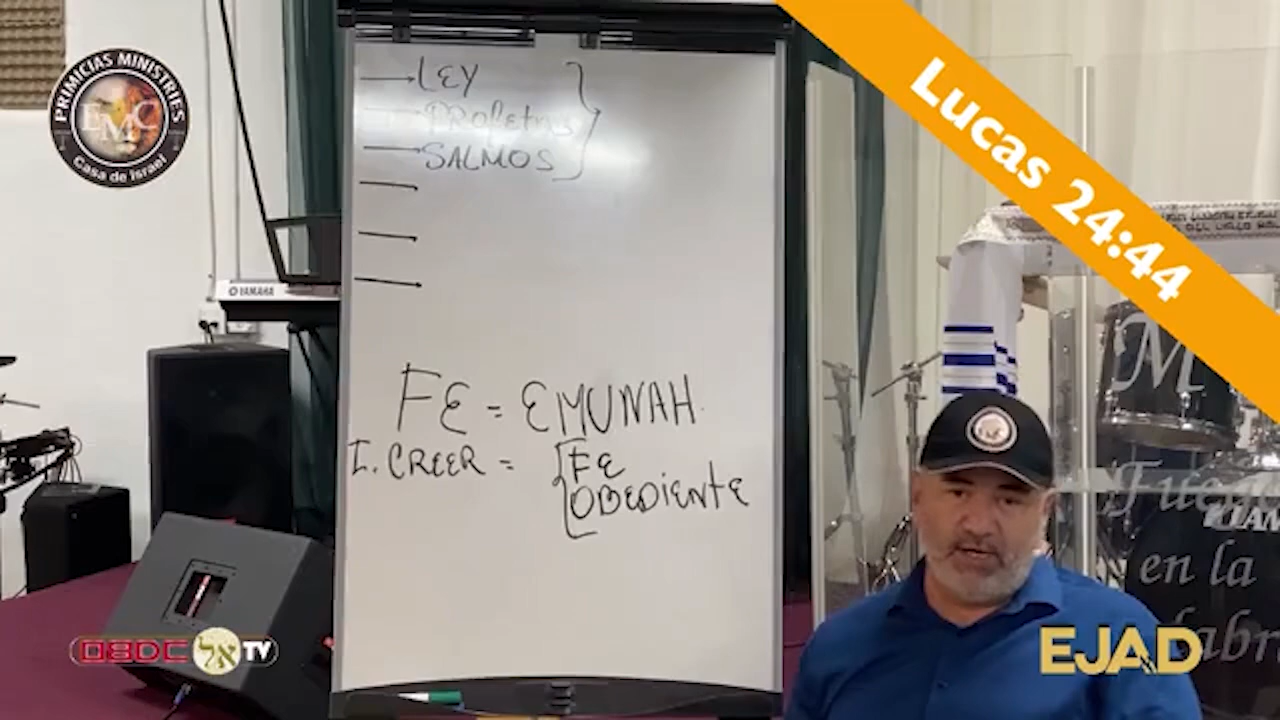 PRIMICIAS MINISTRIES
EMC
Casa de Israel
LEY
PROFETAS
SALMOS
FE = EMUNAH
I. CREER = FE
OBEDIENTE
Lucas 24:44
YAMAHA
M
en la
EJAD
TV